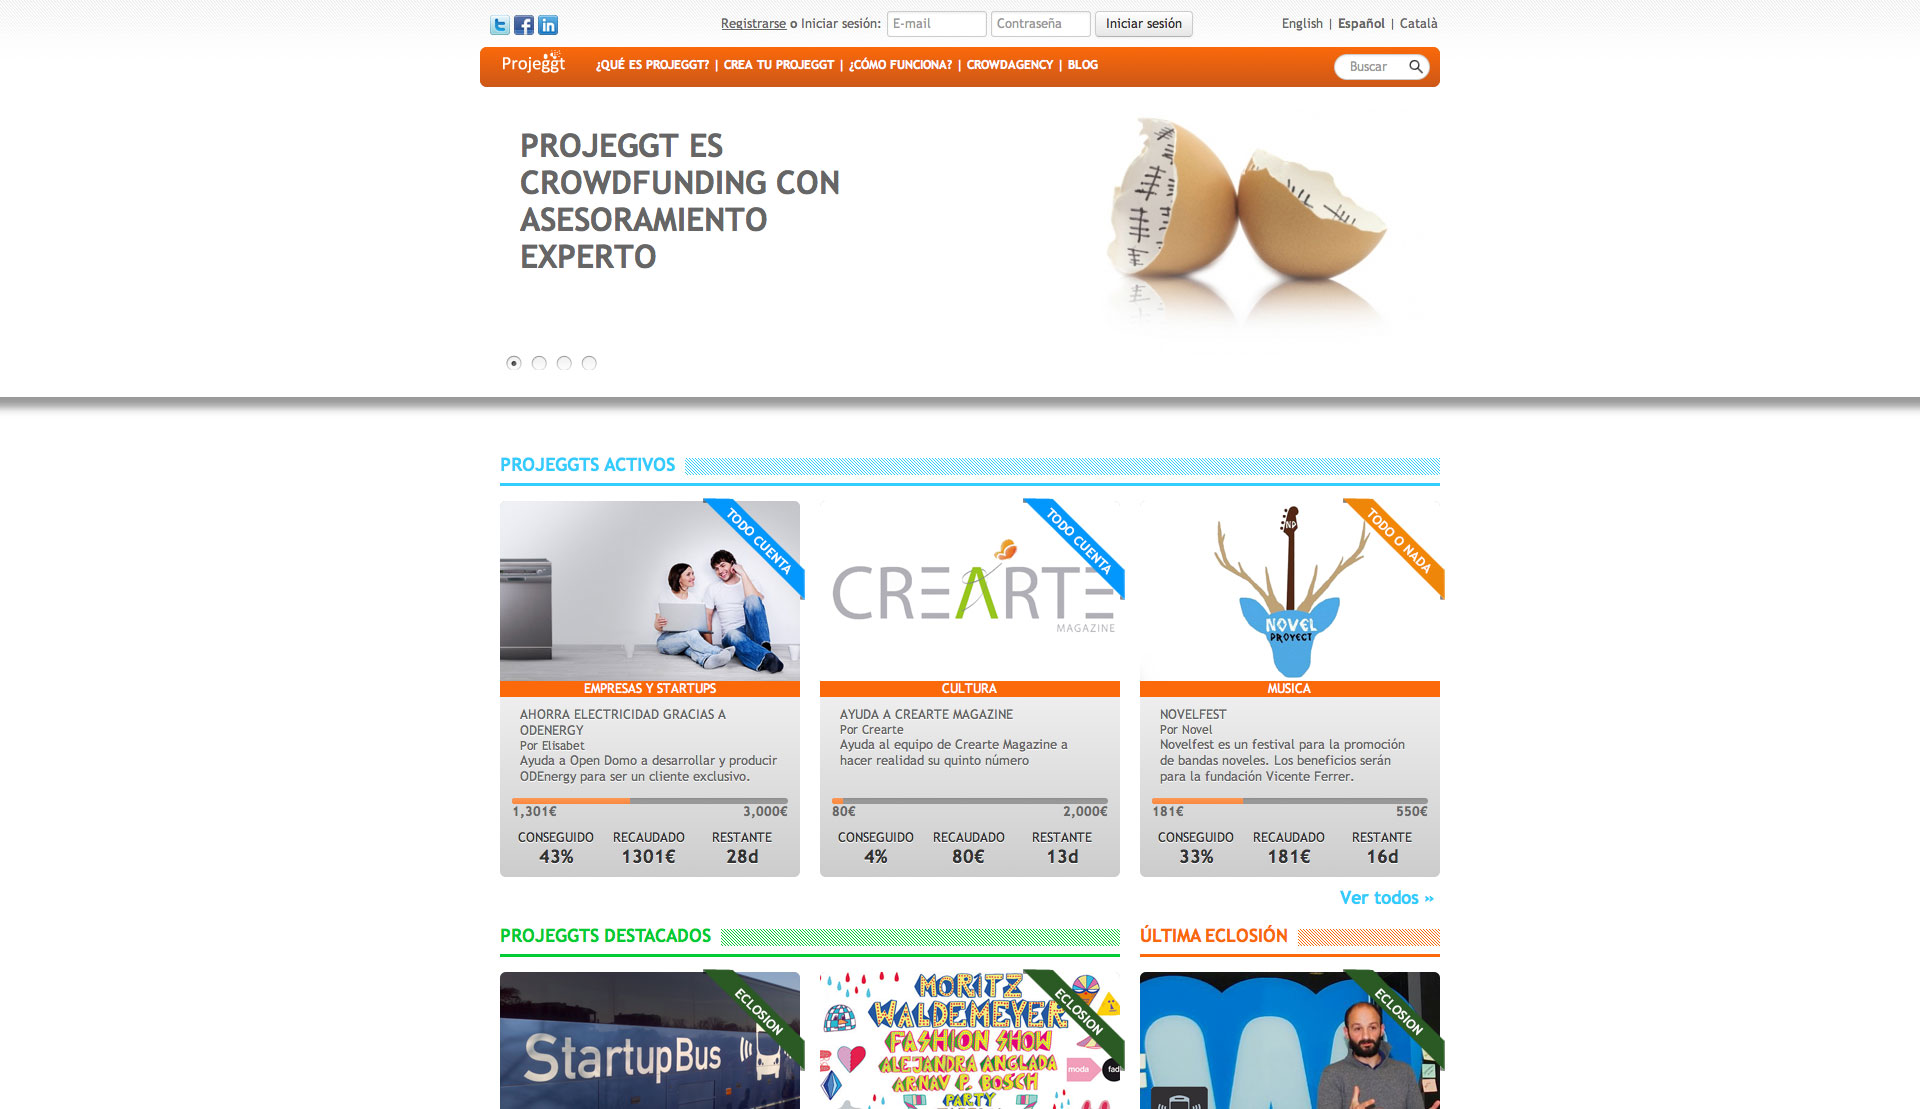 Registrarse o Iniciar sesión: E-mail Contraseña Iniciar sesión English | Español | Català
Projeggt ¿QUÉ ES PROJEGGT? | CREA TU PROJEGGT | ¿CÓMO FUNCIONA? | CROWDAGENCY | BLOG Buscar
PROJEGGT ES
CROWDFUNDING CON
ASESORAMIENTO
EXPERTO
PROJEGGTS ACTIVOS
TODO CUENTA
EMPRESAS Y STARTUPS
AHORRA ELECTRICIDAD GRACIAS A
ODENERGY
Por Elisabet
Ayuda a Open Domo a desarrollar y producir
ODEnergy para ser un cliente exclusivo.
1,301€ 3,000€
CONSEGUIDO RECAUDADO RESTANTE
43% 1301€ 28d
TODO CUENTA
CREARTE
MAGAZINE
CULTURA
AYUDA A CREARTE MAGAZINE
Por Crearte
Ayuda al equipo de Crearte Magazine a
hacer realidad su quinto número
80€ 2,000€
CONSEGUIDO RECAUDADO RESTANTE
4% 80€ 13d
TODO O NADA
NP
NOVEL
PROYECT
MUSICA
NOVELFEST
Por Novel
Novelfest es un festival para la promoción
de bandas noveles. Los beneficios serán
para la fundación Vicente Ferrer.
181€ 550€
CONSEGUIDO RECAUDADO RESTANTE
33% 181€ 16d
Ver todos »
PROJEGGTS DESTACADOS
ECLOSION
StartupBus
ECLOSION
MORITZ
WALDEMEYER
FASHION SHOW
ALEJANDRA ANGLADA
ARNAV P. BOSCH
PARTY
moda fad
ÚLTIMA ECLOSIÓN
ECLOSION